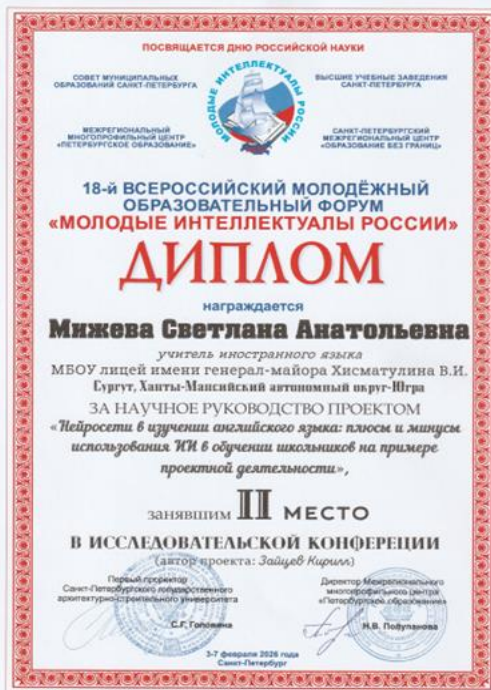 ПОСВЯЩАЕТСЯ ДНЮ РОССИЙСКОЙ НАУКИ
СОВЕТ МУНИЦИПАЛЬНЫХ
ОБРАЗОВАНИЙ САНКТ-ПЕТЕРБУРГА
МЕЖРЕГИОНАЛЬНЫЙ
МНОГОПРОФИЛЬНЫЙ ЦЕНТР
«ПЕТЕРБУРГСКОЕ ОБРАЗОВАНИЕ»
МОЛОДЫЕ ИНТЕЛЛЕКТУАЛЫ РОССИИ
ВЫСШИЕ УЧЕБНЫЕ ЗАВЕДЕНИЯ
САНКТ-ПЕТЕРБУРГА
САНКТ-ПЕТЕРБУРГСКИЙ
МЕЖРЕГИОНАЛЬНЫЙ ЦЕНТР
«ОБРАЗОВАНИЕ БЕЗ ГРАНИЦ»
18-й ВСЕРОССИЙСКИЙ МОЛОДЁЖНЫЙ
ОБРАЗОВАТЕЛЬНЫЙ ФОРУМ
«МОЛОДЫЕ ИНТЕЛЛЕКТУАЛЫ РОССИИ»
ДИПЛОМ
награждается
Мижева Светлана Анатольевна
учитель иностранного языка
МБОУ лицей имени генерал-майора Хисматулина В.И.
Сургут, Ханты-Мансийский автономный округ-Югра
ЗА НАУЧНОЕ РУКОВОДСТВО ПРОЕКТОМ
«Нейросети в изучении английского языка: плюсы и минусы
использования ИИ в обучении школьников на примере
проектной деятельности»,
занявшим II МЕСТО
В ИССЛЕДОВАТЕЛЬСКОЙ КОНФЕРЕЦИИ
(автор проекта: Зайцев Кирилл)
Первый проректор
Санкт-Петербургского государственного
архитектурно-строительного университета
С.Г. Головина
Директор Межрегионального
многопрофильного центра
«Петербургское образование»
Н.В. Полупанова
3-7 февраля 2026 года
Санкт-Петербург